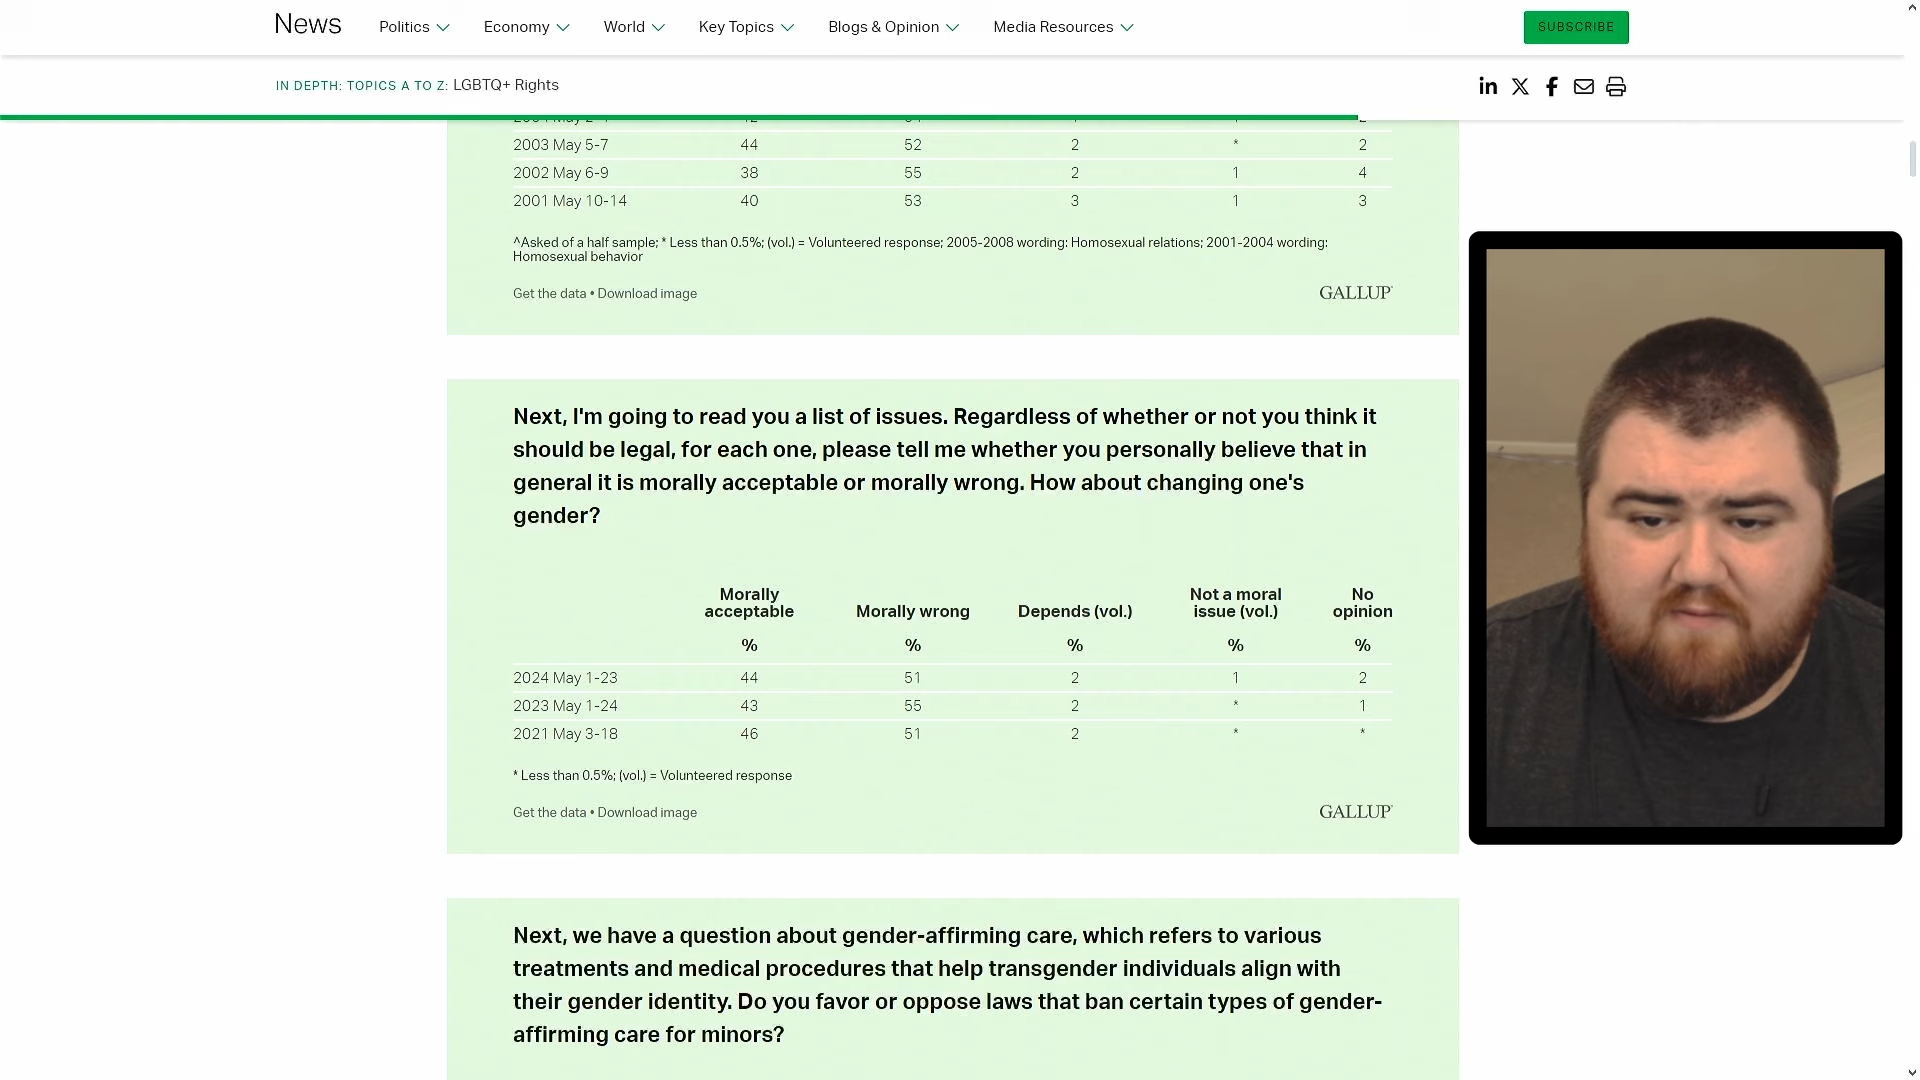 News Politics Economy World Key Topics Blogs & Opinion Media Resources SUBSCRIBE
IN DEPTH: TOPICS A TO Z: LGBTQ+ Rights
2003 May 5-7 44 52 2 * 2
2002 May 6-9 38 55 2 1 4
2001 May 10-14 40 53 3 1 3
^Asked of a half sample; * Less than 0.5%; (vol.) = Volunteered response; 2005-2008 wording: Homosexual relations; 2001-2004 wording:
Homosexual behavior
Get the data • Download image GALLUP
Next, I'm going to read you a list of issues. Regardless of whether or not you think it
should be legal, for each one, please tell me whether you personally believe that in
general it is morally acceptable or morally wrong. How about changing one's
gender?
Morally Not a moral No
acceptable Morally wrong Depends (vol.) issue (vol.) opinion
% % % % %
2024 May 1-23 44 51 2 1 2
2023 May 1-24 43 55 2 * 1
2021 May 3-18 46 51 2 * *
* Less than 0.5%; (vol.) = Volunteered response
Get the data • Download image GALLUP
Next, we have a question about gender-affirming care, which refers to various
treatments and medical procedures that help transgender individuals align with
their gender identity. Do you favor or oppose laws that ban certain types of gender-
affirming care for minors?